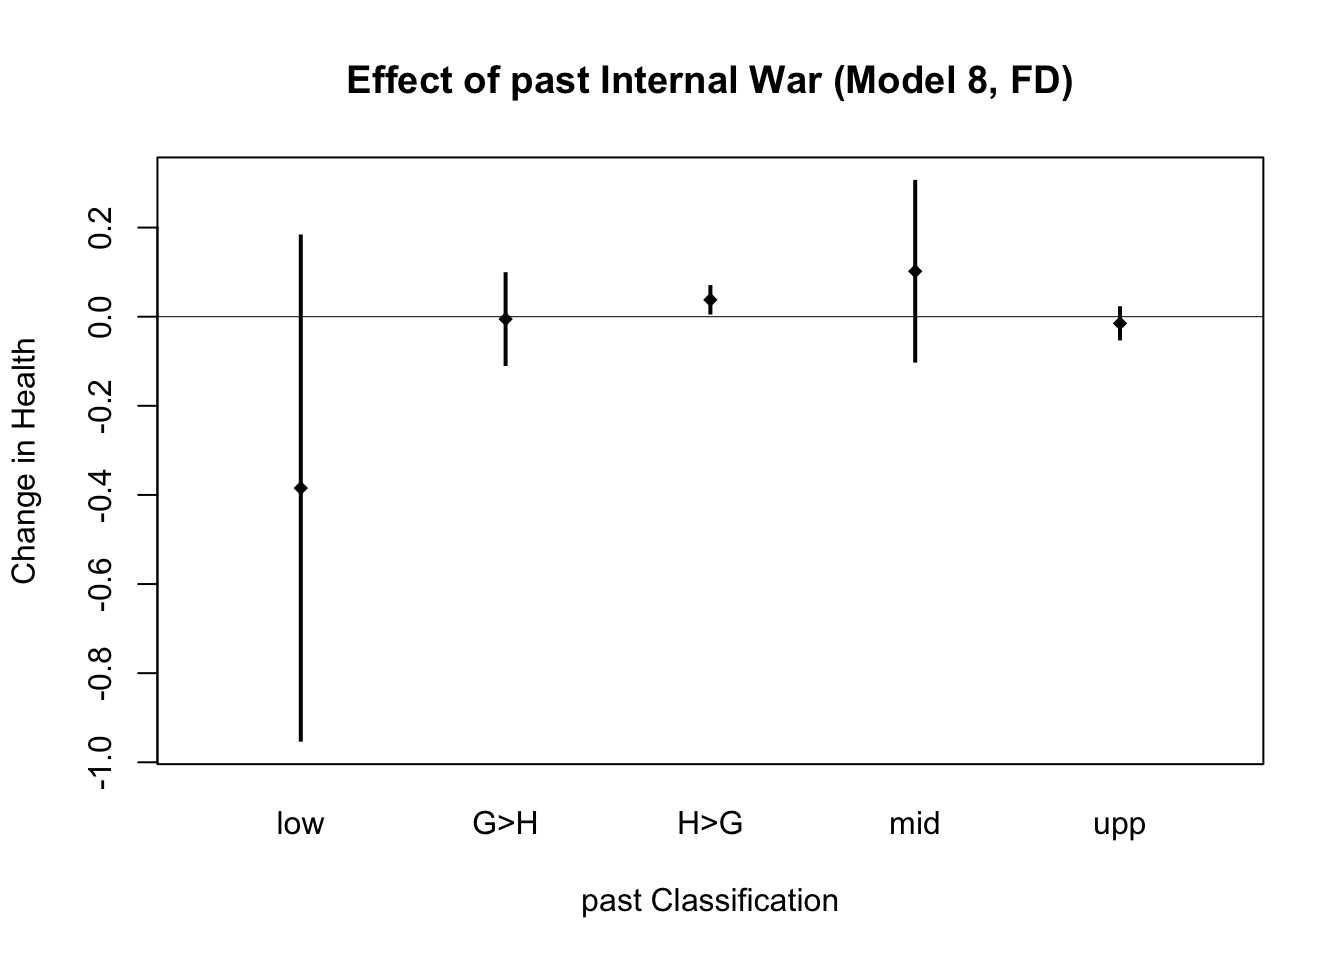 Effect of past Internal War (Model 8, FD)
Change in Health
0.2
0.0
-0.2
-0.4
-0.6
-0.8
-1.0
low G>H H>G mid upp
past Classification